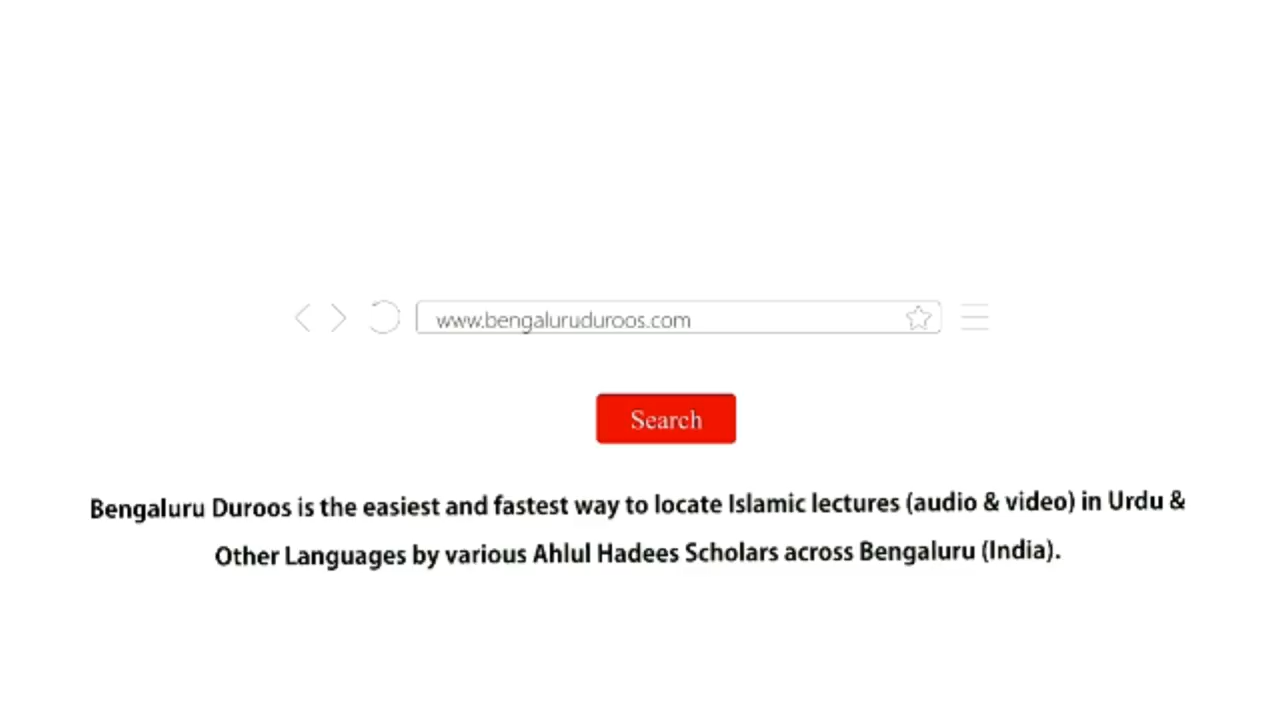 www.bengaluruduroos.com
Search
Bengaluru Duroos is the easiest and fastest way to locate Islamic lectures (audio & video) in Urdu &
Other Languages by various Ahlul Hadees Scholars across Bengaluru (India).